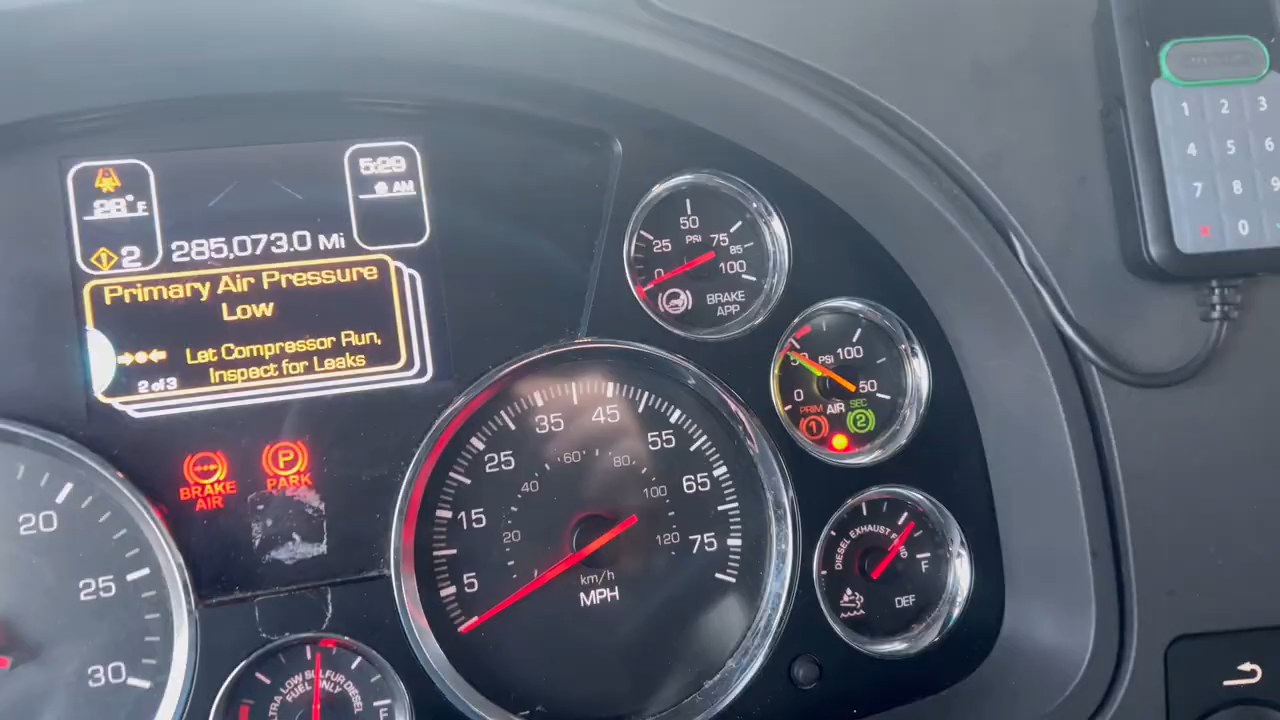 28°F
2
5:29
AM
285,073.0 Mi
Primary Air Pressure
Low
Let Compressor Run,
Inspect for Leaks
2 of 3
BRAKE
AIR
P
PARK
0 25 50 75 85 100
PSI
BRAKE
APP
0 50 100 150
PSI
PRIM AIR SEC
1 2
DIESEL EXHAUST FLUID
F
DEF
5 15 25 35 45 55 65 75
20 40 60 80 100 120
km/h
MPH
20
25
30
ULTRA LOW SULFUR DIESEL
FUEL ONLY
F
1 2 3
4 5 6
7 8 9
0